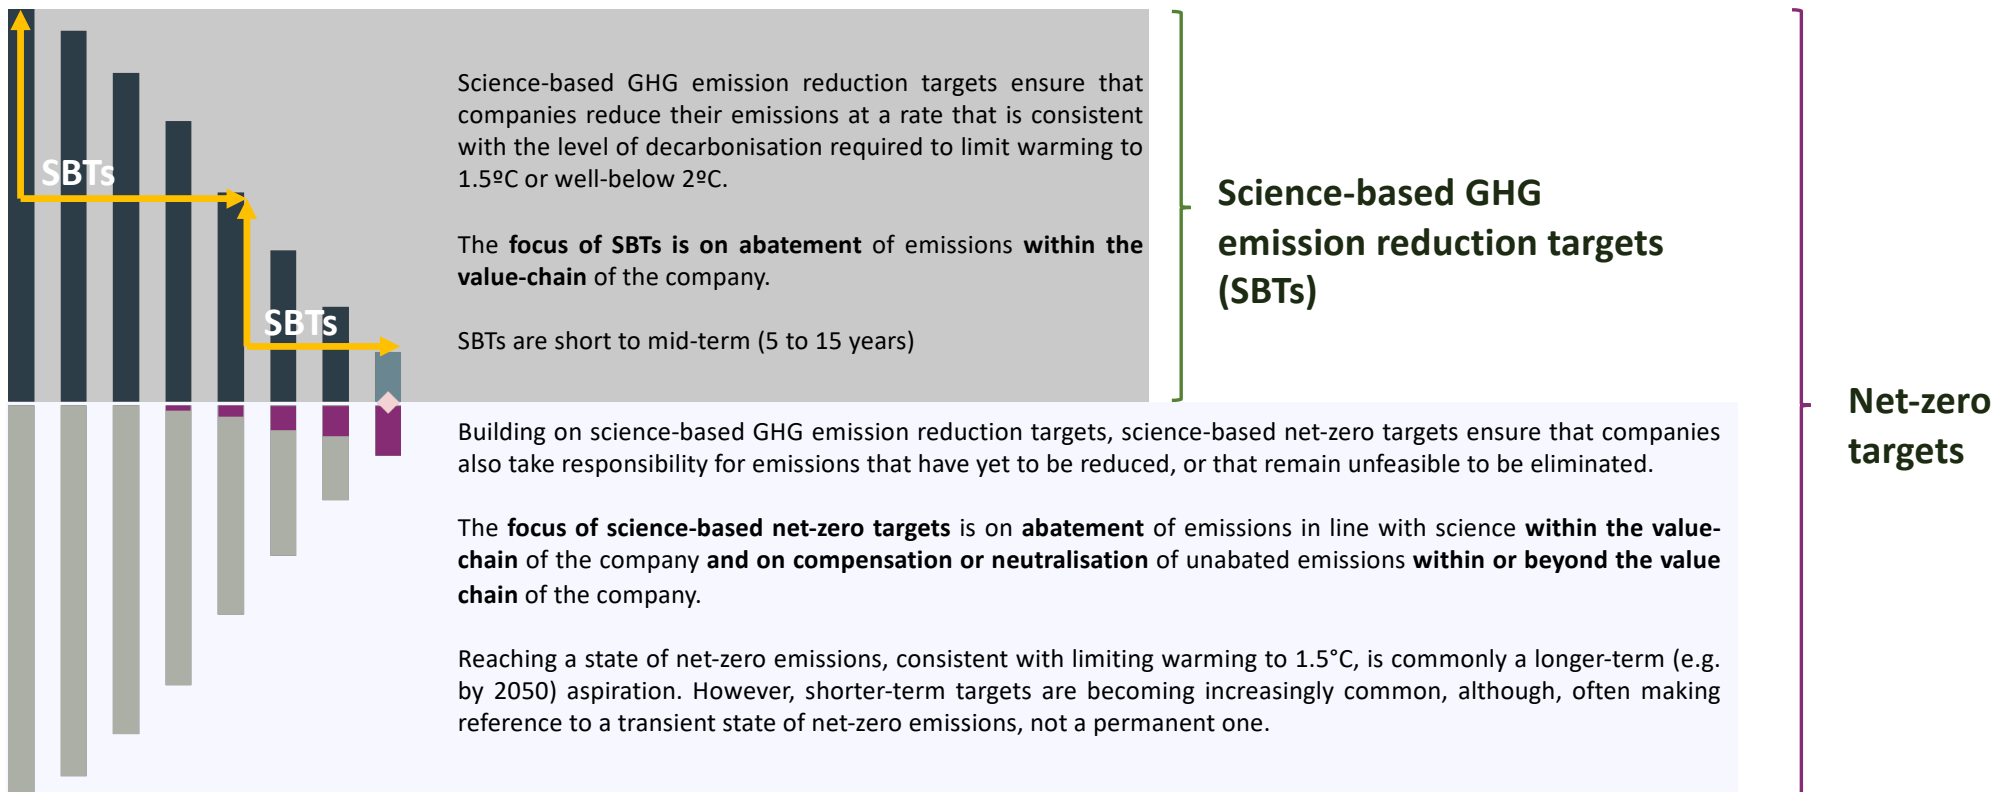 SBTs
SBTs
Science-based GHG emission reduction targets ensure that
companies reduce their emissions at a rate that is consistent
with the level of decarbonisation required to limit warming to
1.5ºC or well-below 2ºC.
The focus of SBTs is on abatement of emissions within the
value-chain of the company.
SBTs are short to mid-term (5 to 15 years)
Science-based GHG
emission reduction targets
(SBTs)
Building on science-based GHG emission reduction targets, science-based net-zero targets ensure that companies
also take responsibility for emissions that have yet to be reduced, or that remain unfeasible to be eliminated.
The focus of science-based net-zero targets is on abatement of emissions in line with science within the value-
chain of the company and on compensation or neutralisation of unabated emissions within or beyond the value
chain of the company.
Reaching a state of net-zero emissions, consistent with limiting warming to 1.5°C, is commonly a longer-term (e.g.
by 2050) aspiration. However, shorter-term targets are becoming increasingly common, although, often making
reference to a transient state of net-zero emissions, not a permanent one.
Net-zero
targets